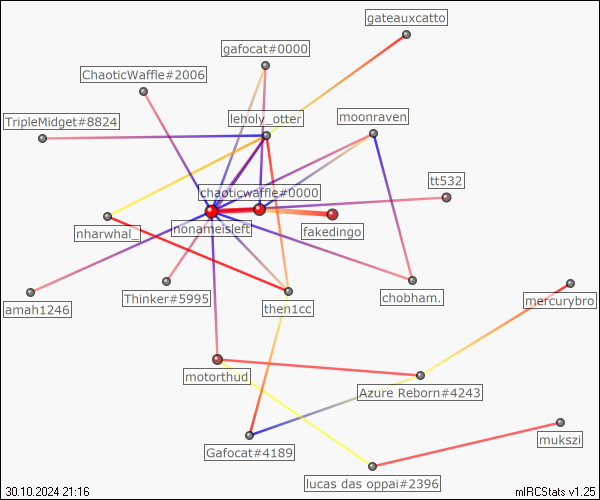 gateauxcatto
gafocat#0000
ChaoticWaffle#2006
TripleMidget#8824
leholy_otter
moonraven
tt532
chaoticwaffle#0000
nonameisleft
fakedingo
nharwhal_
amah1246
Thinker#5995
then1cc
chobham.
mercurybro
motorthud
Azure Reborn#4243
mukszi
Gafocat#4189
lucas das oppai#2396
30.10.2024 21:16
mIRCStats v1.25